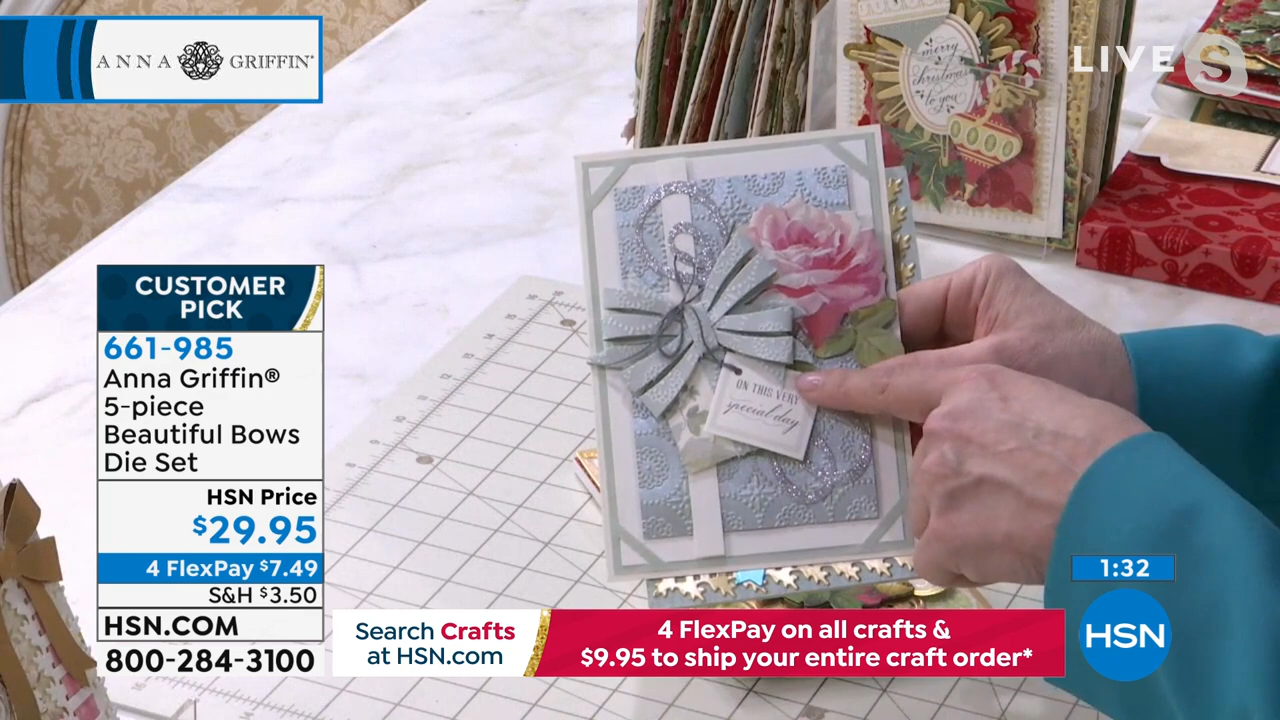 ANNA GRIFFIN®
LIVE S
merry
christmas
to you
CUSTOMER
PICK
661-985
Anna Griffin®
5-piece
Beautiful Bows
Die Set
HSN Price
$29.95
4 FlexPay $7.49
S&H $3.50
HSN.COM
800-284-3100
ON THIS VERY
special day
1:32
HSN
Search Crafts
at HSN.com
4 FlexPay on all crafts &
$9.95 to ship your entire craft order*